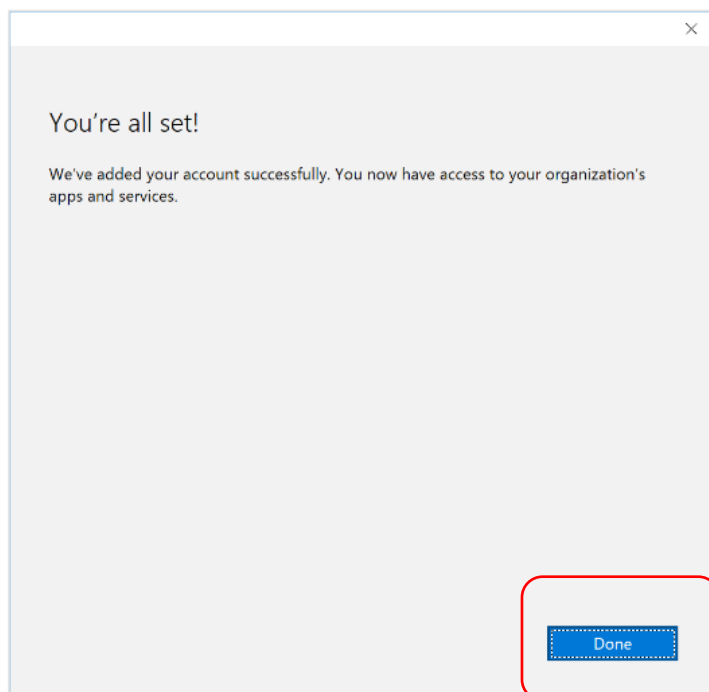 You're all set!
We've added your account successfully. You now have access to your organization's
apps and services.
Done